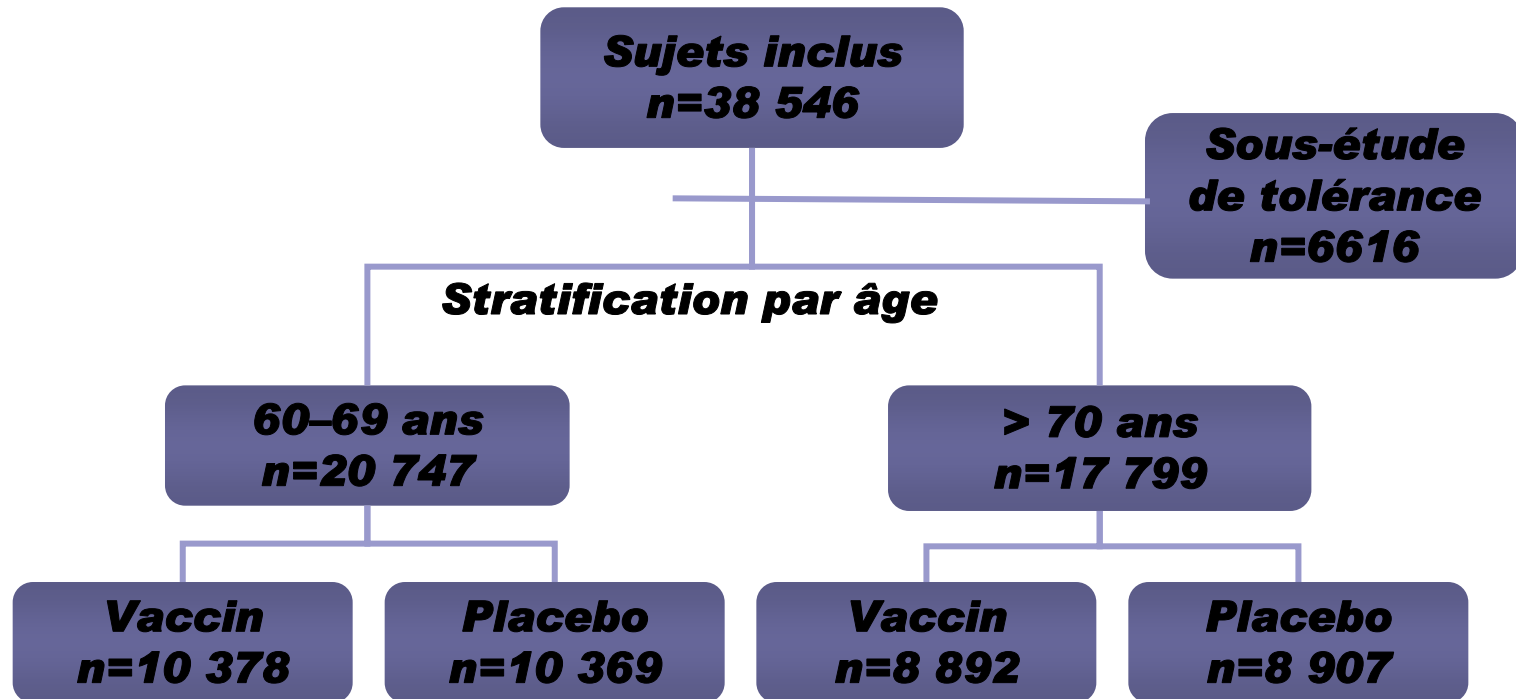 Sujets inclus
n=38 546
Sous-étude
de tolérance
n=6616
Stratification par âge
60–69 ans
n=20 747
> 70 ans
n=17 799
Vaccin
n=10 378
Placebo
n=10 369
Vaccin
n=8 892
Placebo
n=8 907